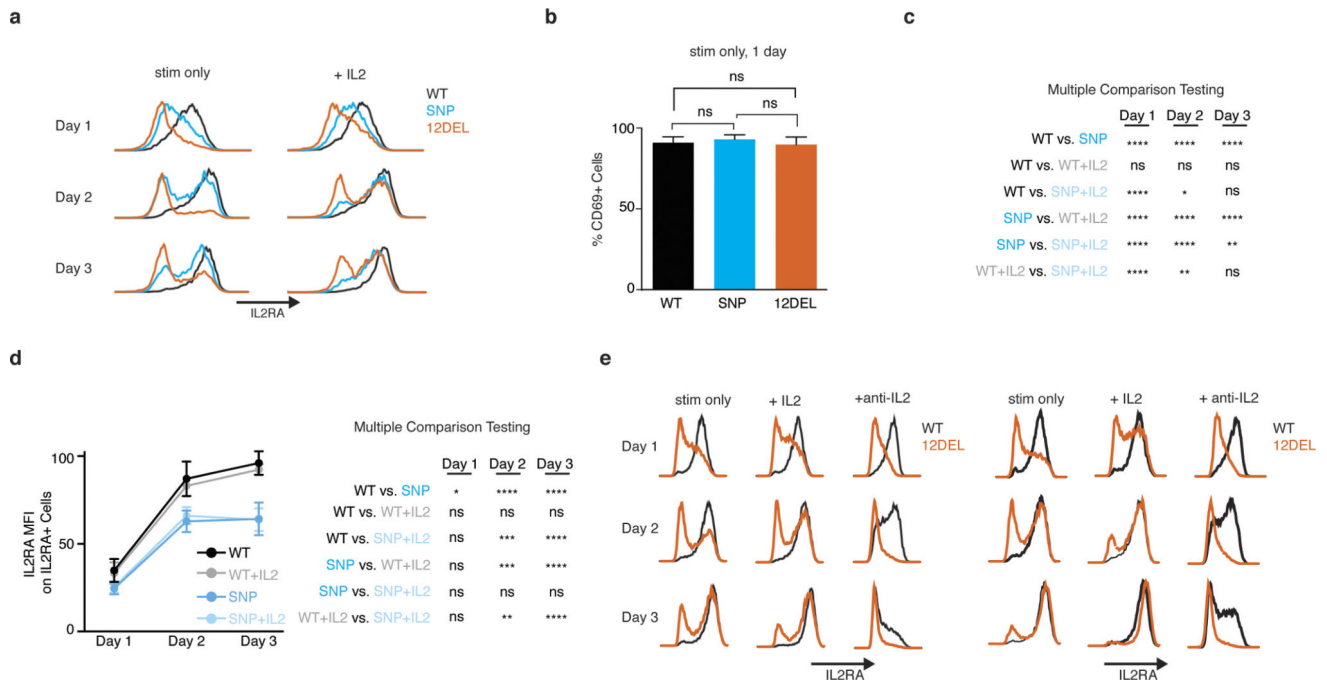 a
stim only + IL2
WT
SNP
12DEL
Day 1
Day 2
Day 3
IL2RA
b
stim only, 1 day
ns
ns ns
% CD69+ Cells
100
50
0
WT SNP 12DEL
c
Multiple Comparison Testing
Day 1 Day 2 Day 3
WT vs. SNP **** **** ****
WT vs. WT+IL2 ns ns ns
WT vs. SNP+IL2 **** * ns
SNP vs. WT+IL2 **** **** ****
SNP vs. SNP+IL2 **** **** **
WT+IL2 vs. SNP+IL2 **** ** ns
d
IL2RA MFI
on IL2RA+ Cells
100
50
0
WT
WT+IL2
SNP
SNP+IL2
Day 1 Day 2 Day 3
Multiple Comparison Testing
Day 1 Day 2 Day 3
WT vs. SNP * **** ****
WT vs. WT+IL2 ns ns ns
WT vs. SNP+IL2 ns *** ****
SNP vs. WT+IL2 ns *** ****
SNP vs. SNP+IL2 ns ns ns
WT+IL2 vs. SNP+IL2 ns ** ****
e
stim only + IL2 +anti-IL2
WT
12DEL
Day 1
Day 2
Day 3
IL2RA
stim only + IL2 + anti-IL2
WT
12DEL
IL2RA